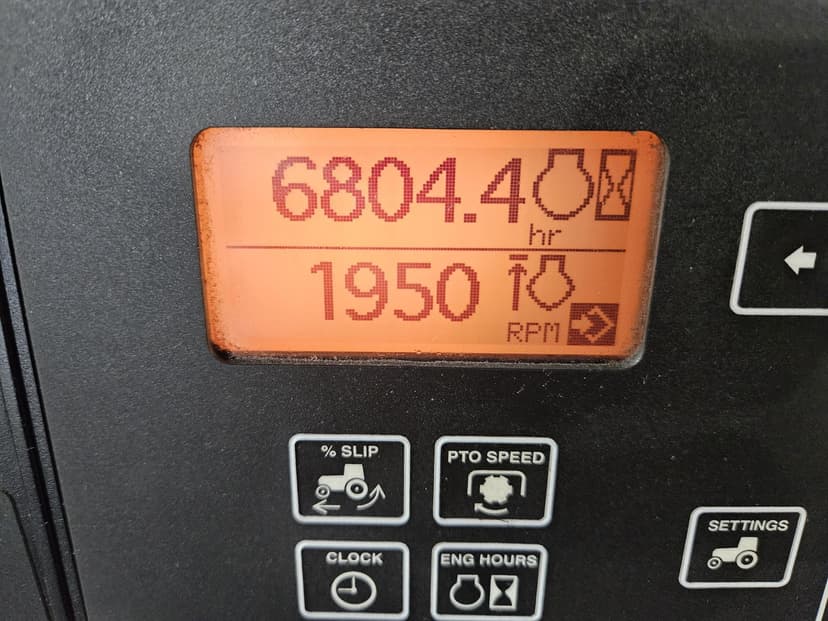 6804.4
hr
1950
RPM
% SLIP
PTO SPEED
CLOCK
ENG HOURS
SETTINGS